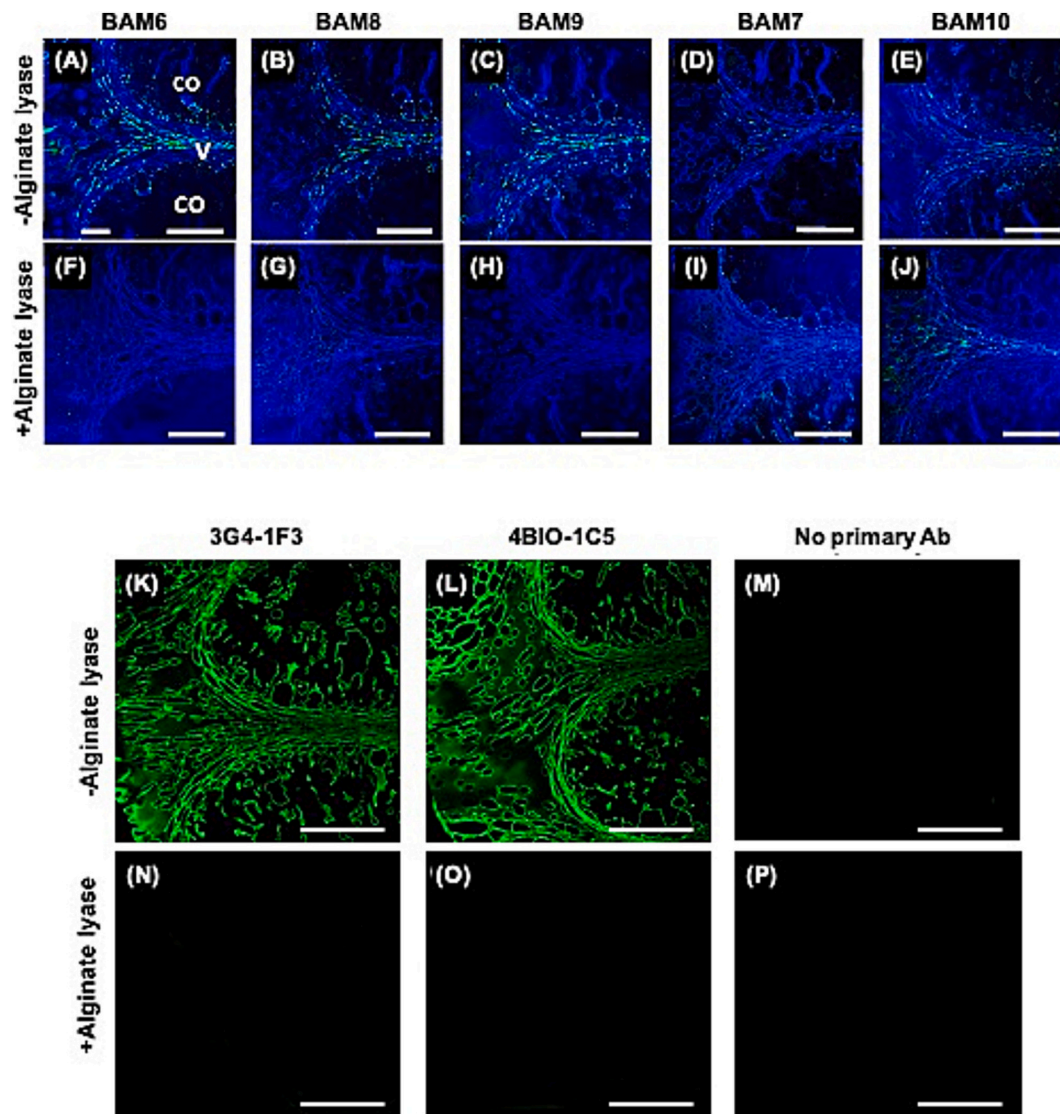 BAM6 BAM8 BAM9 BAM7 BAM10
-Alginate lyase
(A) co v co (B) (C) (D) (E)
+Alginate lyase
(F) (G) (H) (I) (J)
3G4-1F3 4BIO-1C5 No primary Ab
-Alginate lyase
(K) (L) (M)
+Alginate lyase
(N) (O) (P)